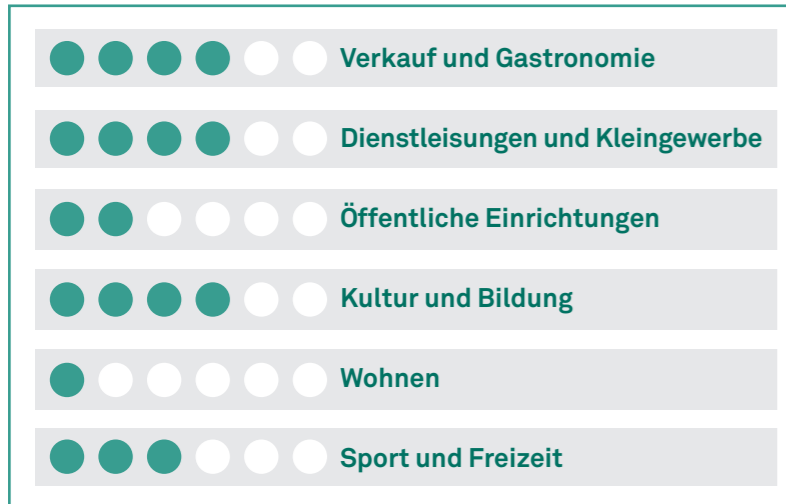 Verkauf und Gastronomie
Dienstleisungen und Kleingewerbe
Öffentliche Einrichtungen
Kultur und Bildung
Wohnen
Sport und Freizeit